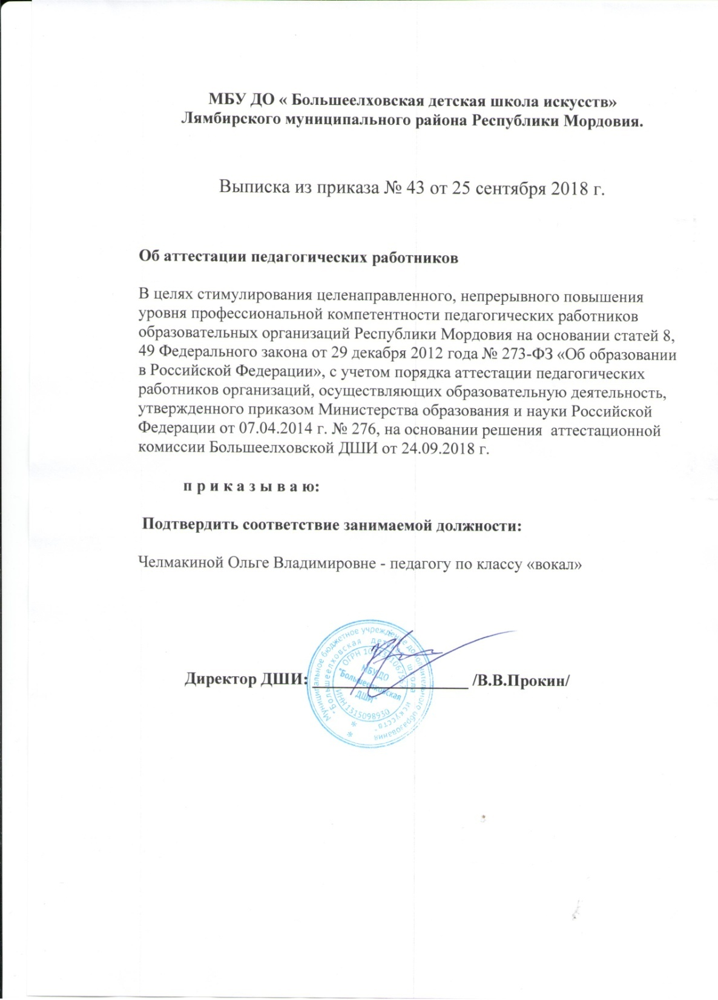 МБУ ДО « Большеелховская детская школа искусств»
Лямбирского муниципального района Республики Мордовия.
Выписка из приказа № 43 от 25 сентября 2018 г.
Об аттестации педагогических работников
В целях стимулирования целенаправленного, непрерывного повышения
уровня профессиональной компетентности педагогических работников
образовательных организаций Республики Мордовия на основании статей 8,
49 Федерального закона от 29 декабря 2012 года № 273-ФЗ «Об образовании
в Российской Федерации», с учетом порядка аттестации педагогических
работников организаций, осуществляющих образовательную деятельность,
утвержденного приказом Министерства образования и науки Российской
Федерации от 07.04.2014 г. № 276, на основании решения  аттестационной
комиссии Большеелховской ДШИ от 24.09.2018 г.
п р и к а з ы в а ю:
Подтвердить соответствие занимаемой должности:
Челмакиной Ольге Владимировне - педагогу по классу «вокал»
Директор ДШИ: ____________________ /В.В.Прокин/
Муниципальное бюджетное учреждение дополнительного образования
"Большеелховская детская школа искусств"
ОГРН
МБУ ДО
"Большеелховская
ДШИ"
ИНН 1315098930